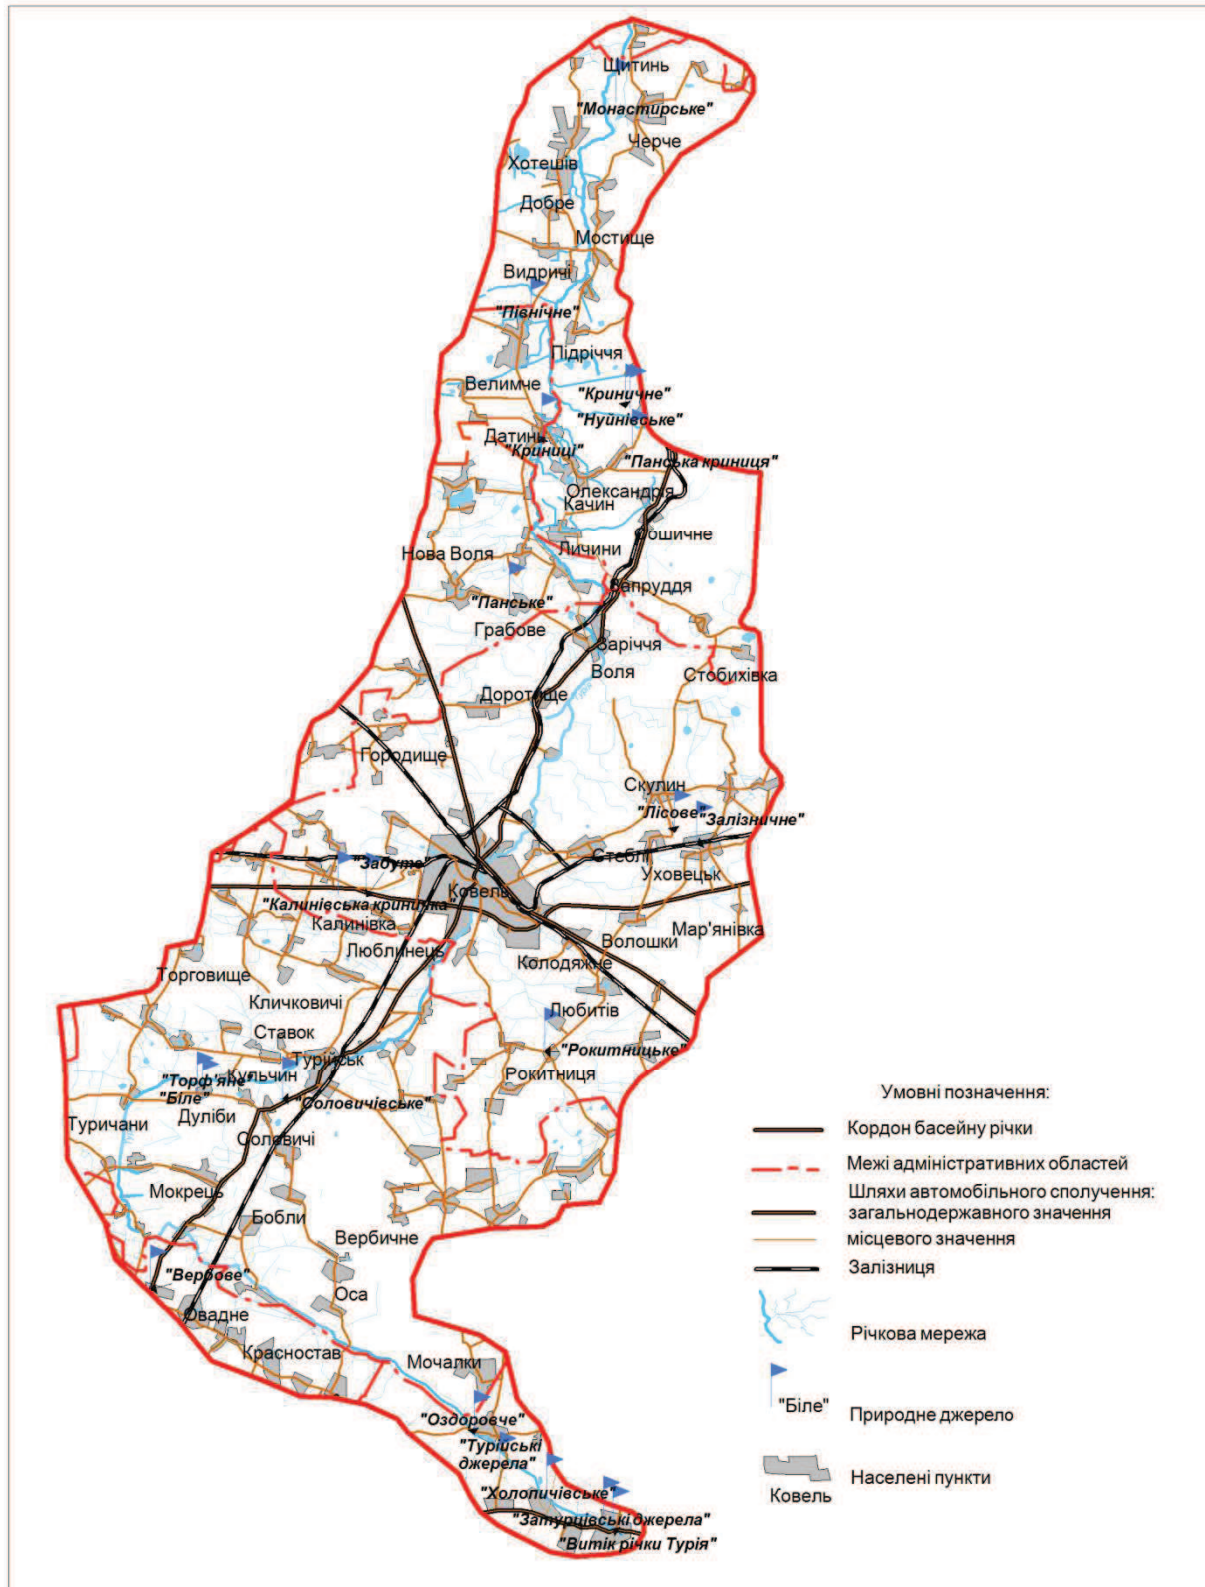 Щитинь
"Монастирське"
Черче
Хотешів
Добре
Мостище
Видричі
"Північне"
Підріччя
Велимче
"Криничне"
"Нуйнівське"
Датинь
"Криниці"
"Панська криниця"
Олександрія
Качин
Личини
Нова Воля
Запруддя
"Панське"
Грабове
Заріччя
Воля
Стобихівка
Доротище
Городище
Скулин
"Лісове"
"Залізничне"
Стеблі
"Забуте"
Уховецьк
Ковель
"Калинівська криничка"
Калинівка
Мар'янівка
Волошки
Люблинець
Колодяжне
Торговище
Кличковичі
Любитів
Ставок
Турійськ
"Рокитницьке"
Рокитниця
"Торф'яне"
Кульчин
"Біле"
"Соловичівське"
Дуліби
Туричани
Соловичі
Мокрець
Бобли
Вербичне
"Вербове"
Оса
Овадне
Красностав
Мочалки
"Оздоровче"
"Турійські
джерела"
"Холопичівське"
"Затурцівські джерела"
"Витік річки Турія"
Умовні позначення:
Кордон басейну річки
Межі адміністративних областей
Шляхи автомобільного сполучення:
загальнодержавного значення
місцевого значення
Залізниця
Річкова мережа
"Біле"
Природне джерело
Населені пункти
Ковель